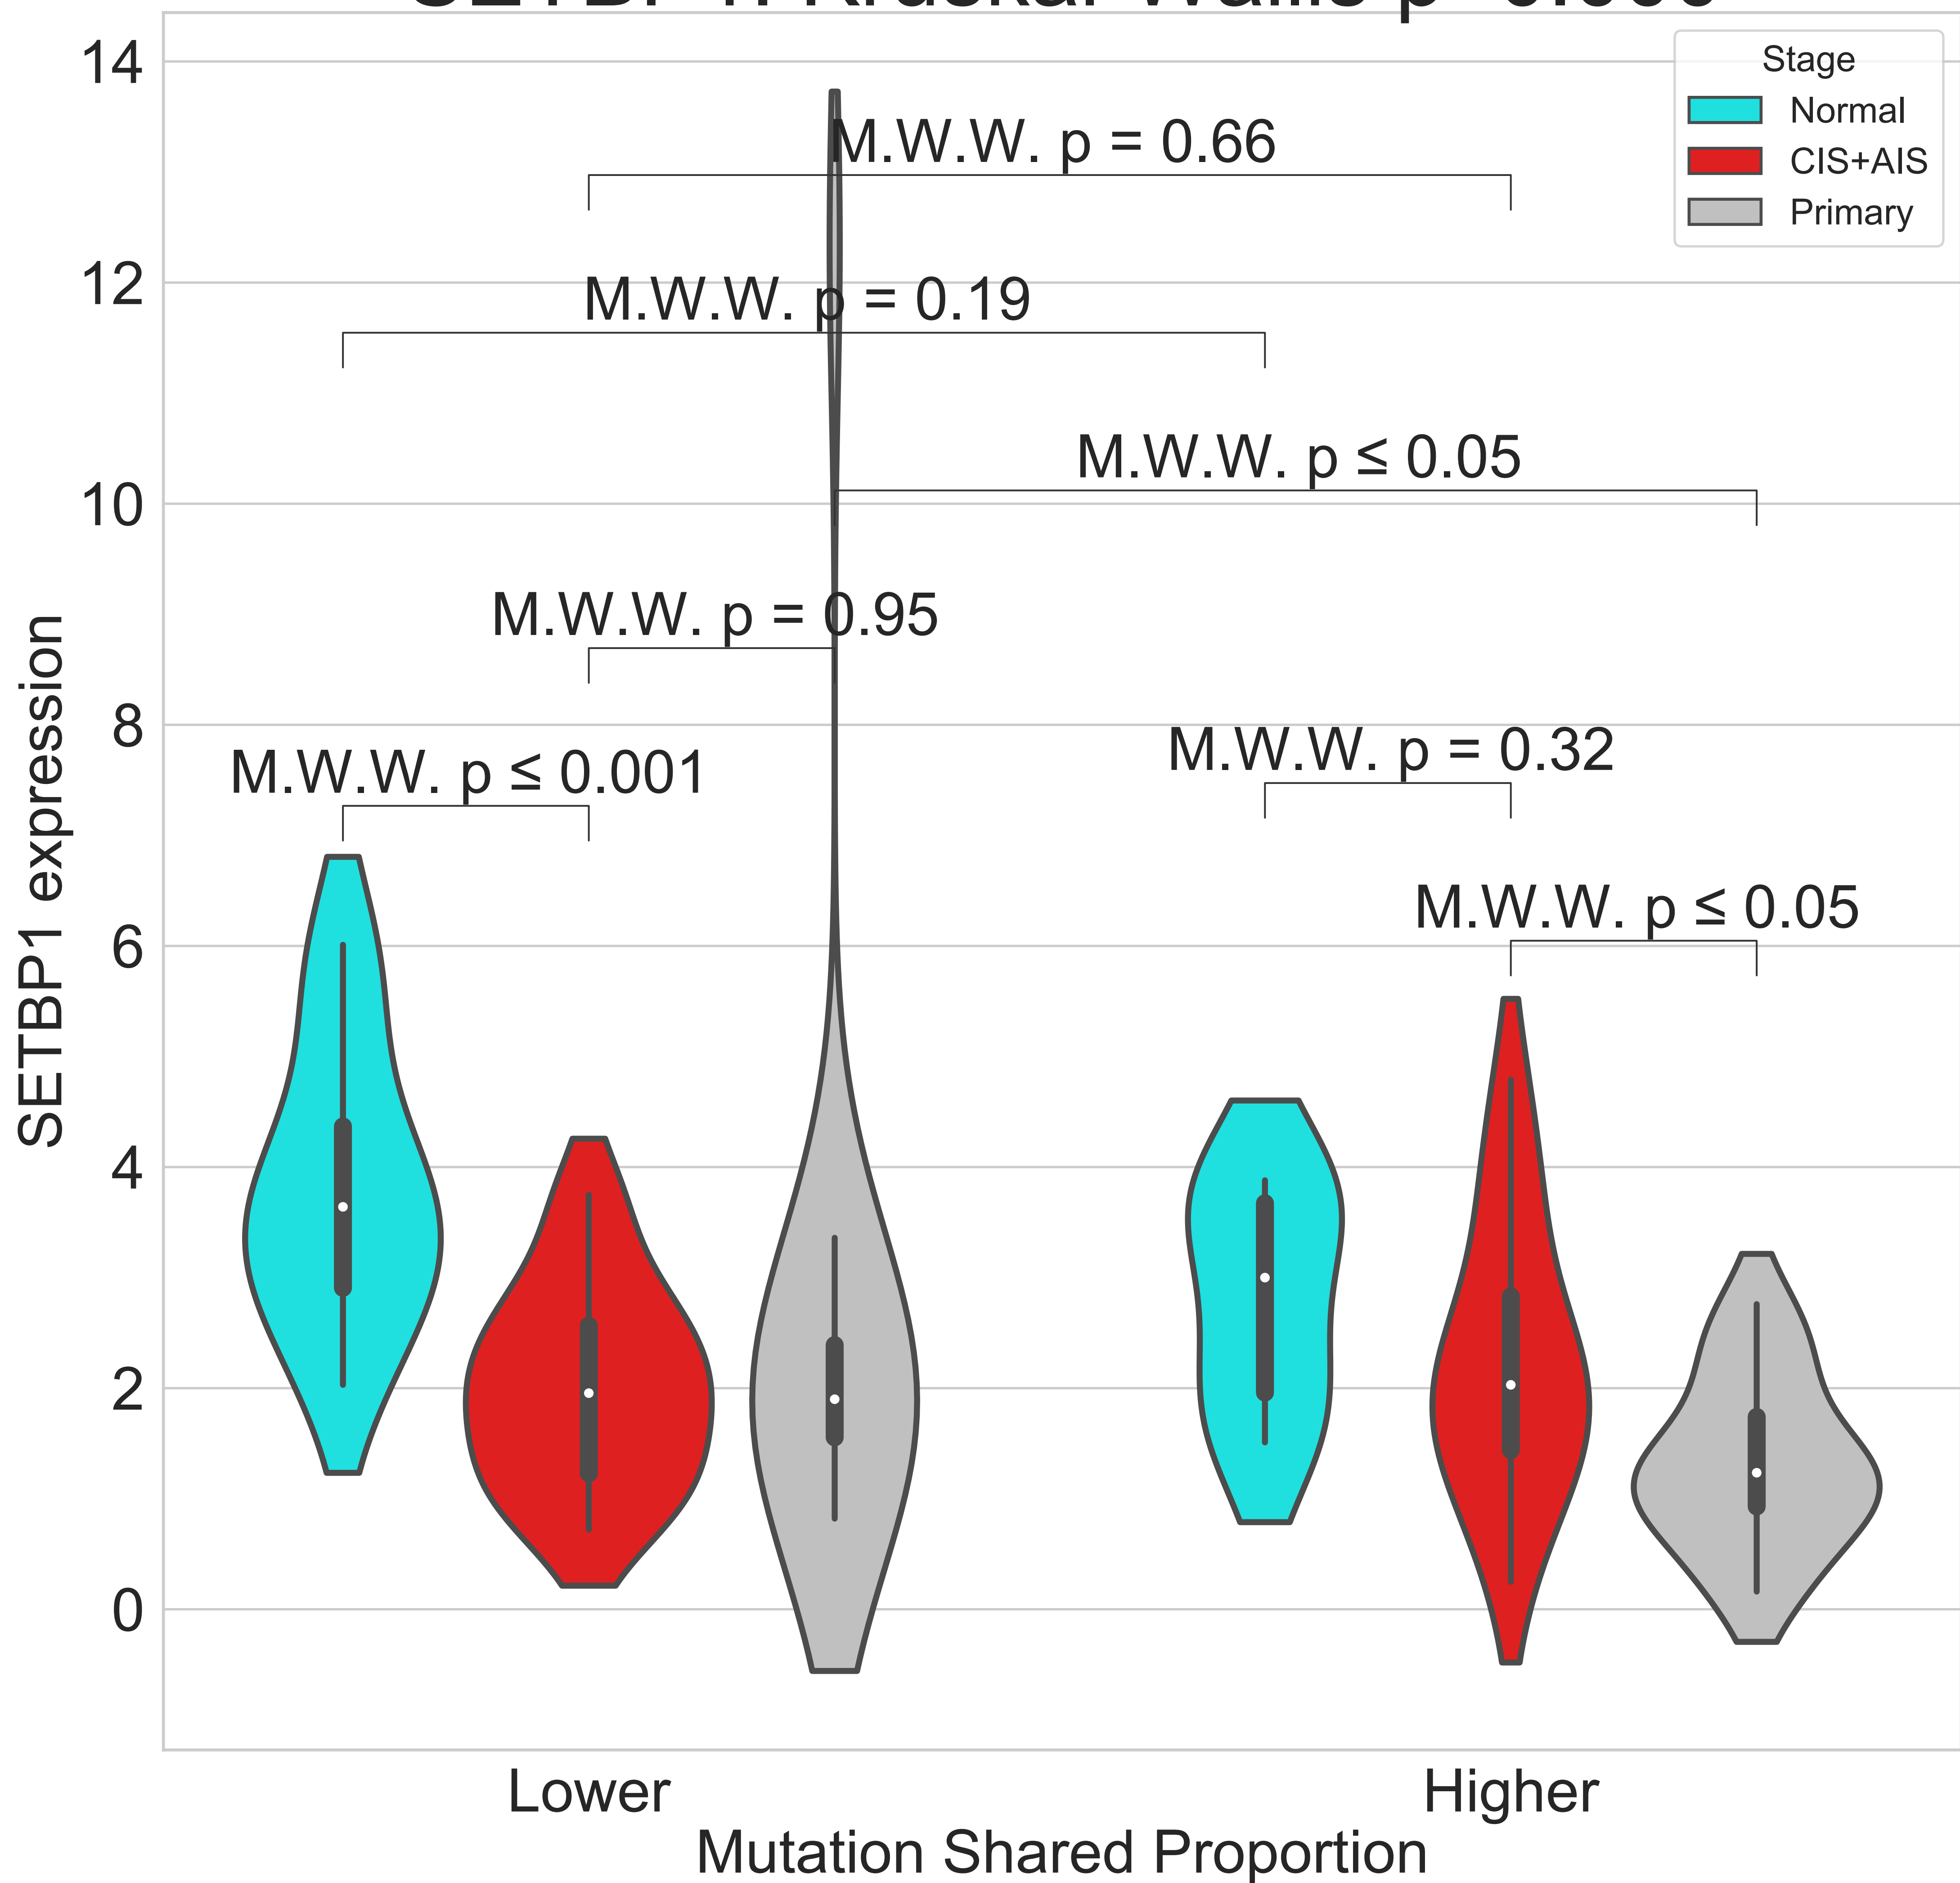 14
12
10
8
6
4
2
0
SETBP1 expression
Stage
Normal
CIS+AIS
Primary
M.W.W. p = 0.66
M.W.W. p = 0.19
M.W.W. p ≤ 0.05
M.W.W. p = 0.95
M.W.W. p = 0.32
M.W.W. p ≤ 0.001
M.W.W. p ≤ 0.05
Lower
Higher
Mutation Shared Proportion